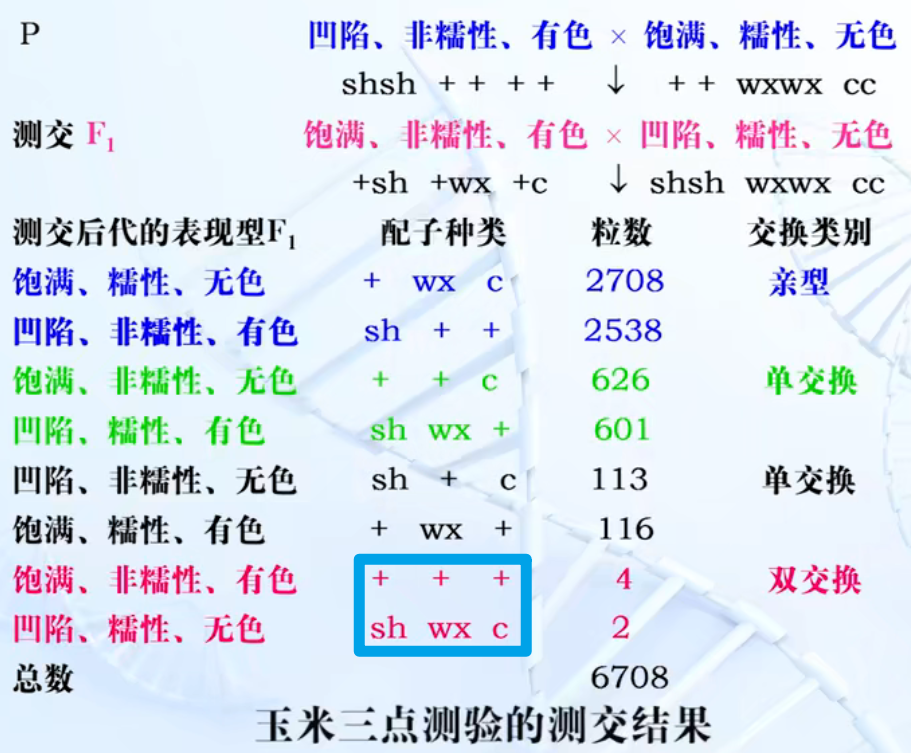 P 凹陷、非糯性、有色 × 饱满、糯性、无色
shsh + + + + ↓ + + wxwx cc
测交 F₁ 饱满、非糯性、有色 × 凹陷、糯性、无色
+sh +wx +c ↓ shsh wxwx cc
测交后代的表现型F₁ 配子种类 粒数 交换类别
饱满、糯性、无色 + wx c 2708 亲型
凹陷、非糯性、有色 sh + + 2538
饱满、非糯性、无色 + + c 626 单交换
凹陷、糯性、有色 sh wx + 601
凹陷、非糯性、无色 sh + c 113 单交换
饱满、糯性、有色 + wx + 116
饱满、非糯性、有色 + + + 4 双交换
凹陷、糯性、无色 sh wx c 2
总数 6708
玉米三点测验的测交结果